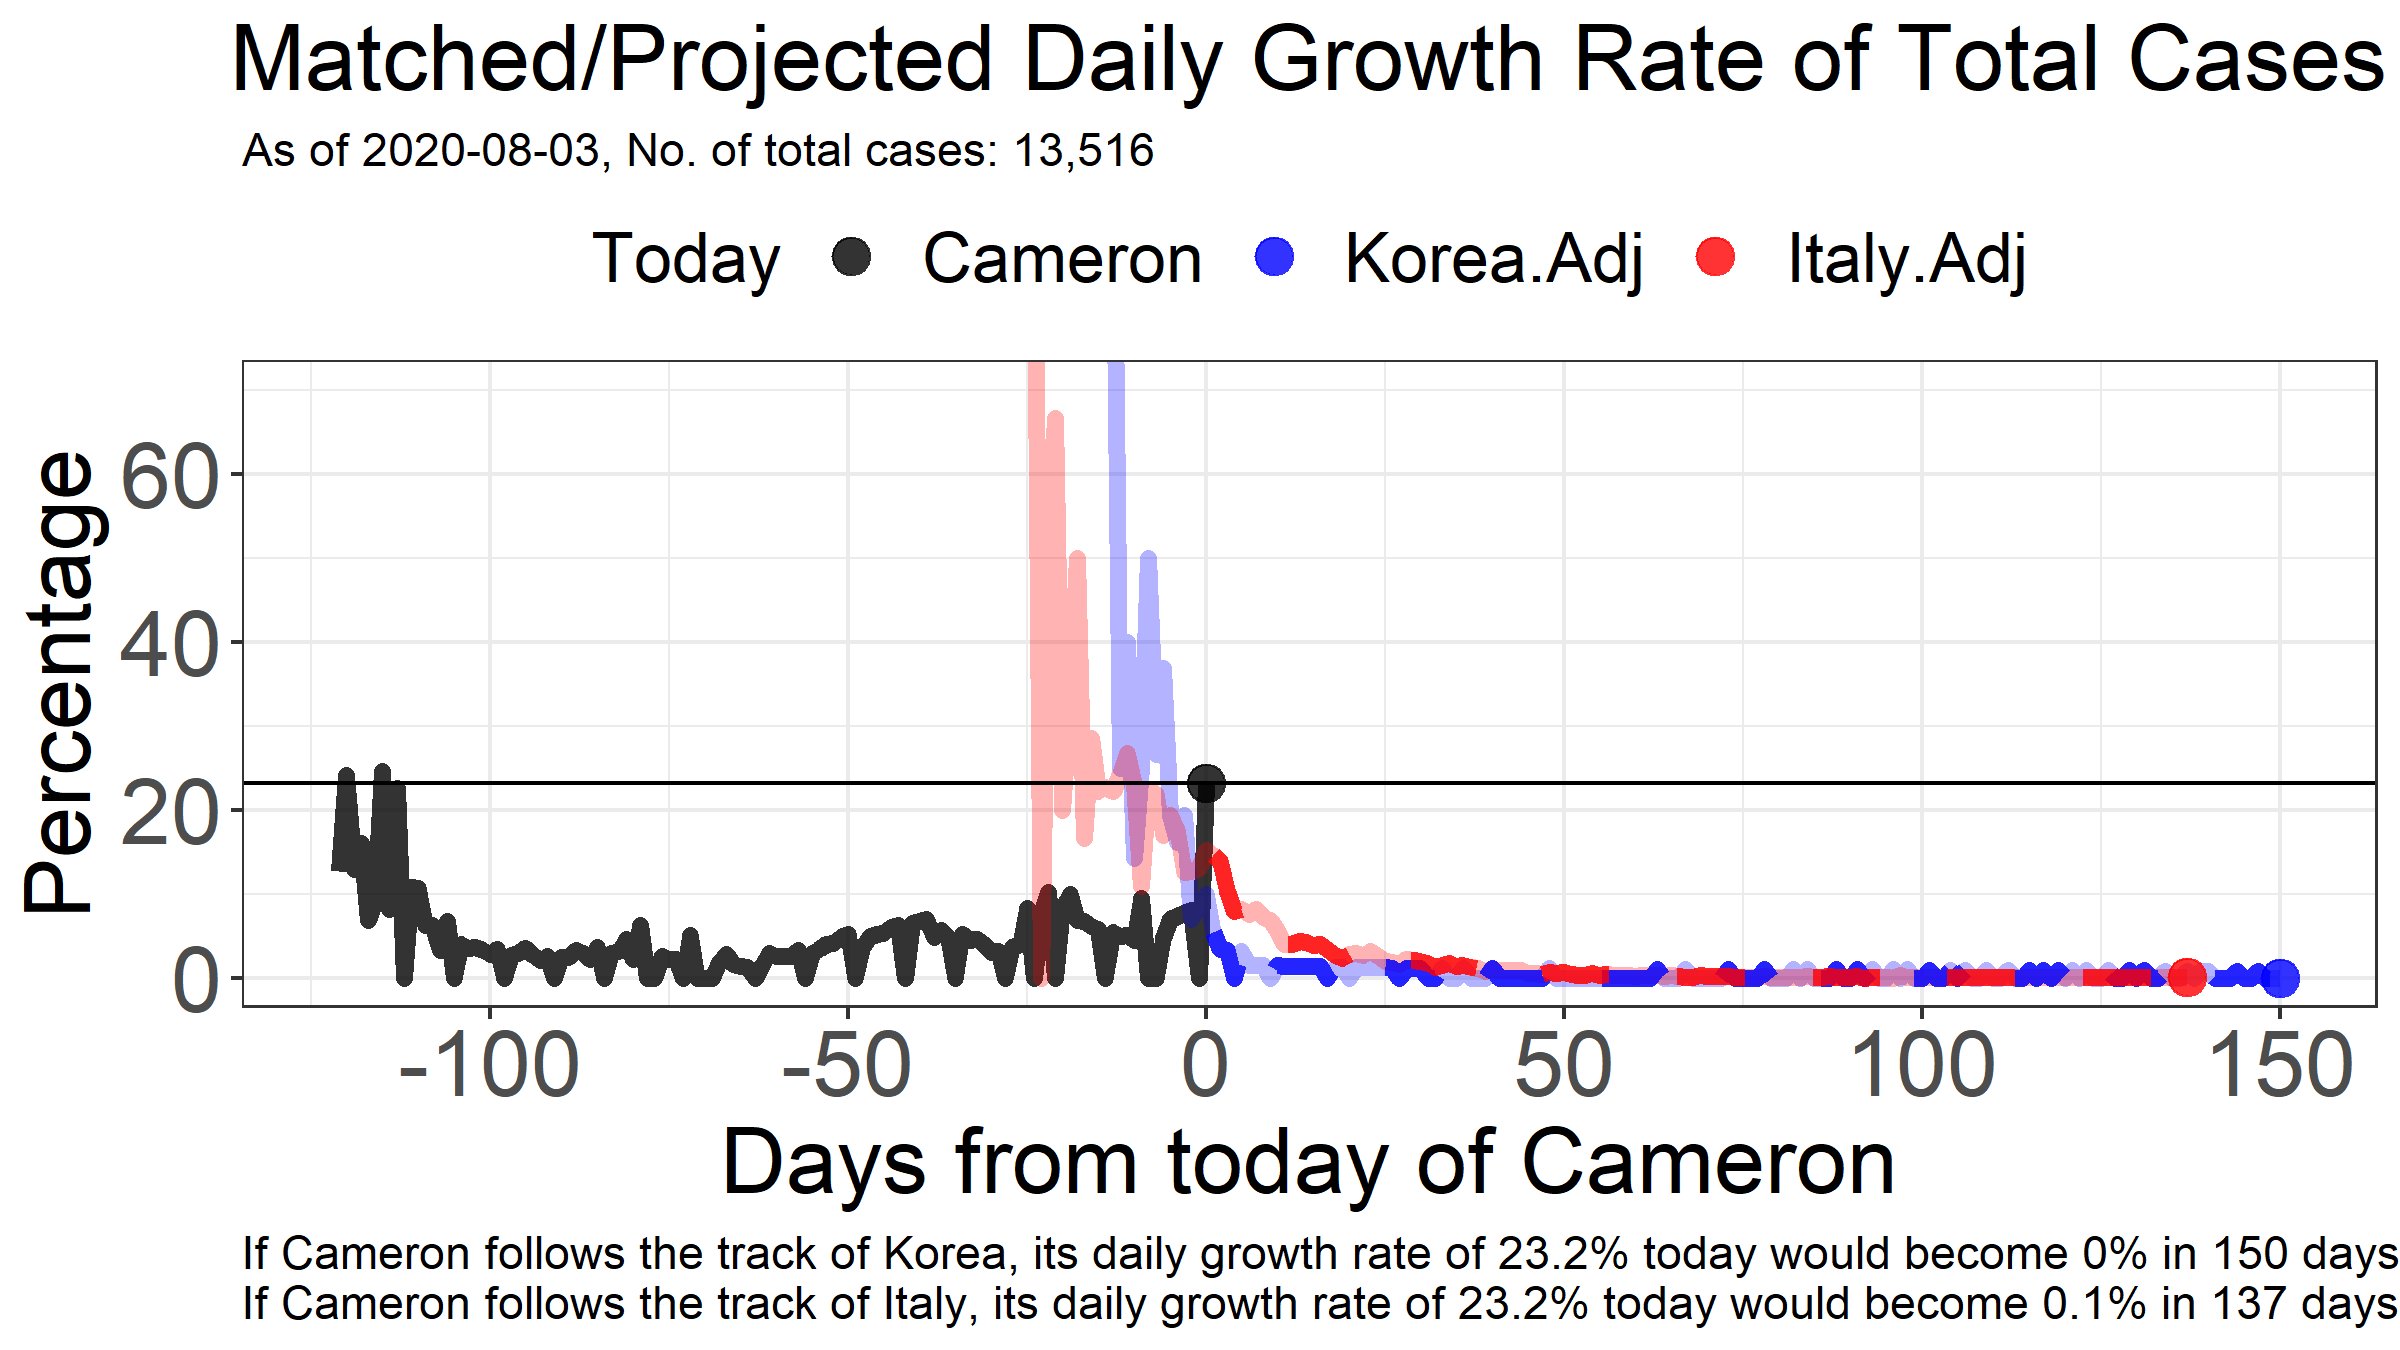 Matched/Projected Daily Growth Rate of Total Cases
As of 2020-08-03, No. of total cases: 13,516
Today Cameron Korea.Adj Italy.Adj
Percentage
60
40
20
0
-100 -50 0 50 100 150
Days from today of Cameron
If Cameron follows the track of Korea, its daily growth rate of 23.2% today would become 0% in 150 days
If Cameron follows the track of Italy, its daily growth rate of 23.2% today would become 0.1% in 137 days